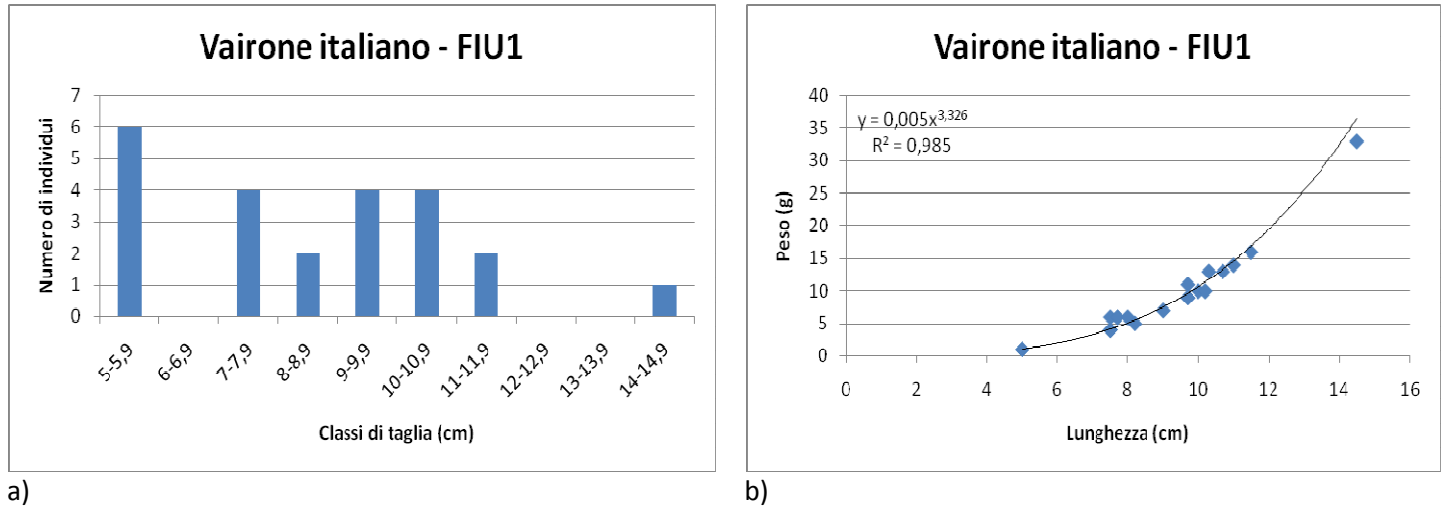 Vairone italiano - FIU1
Numero di individui
7
6
5
4
3
2
1
0
5-5,9
6-6,9
7-7,9
8-8,9
9-9,9
10-10,9
11-11,9
12-12,9
13-13,9
14-14,9
Classi di taglia (cm)
a)
Vairone italiano - FIU1
y = 0,005x^3,326
R² = 0,985
Peso (g)
40
35
30
25
20
15
10
5
0
0 2 4 6 8 10 12 14 16
Lunghezza (cm)
b)